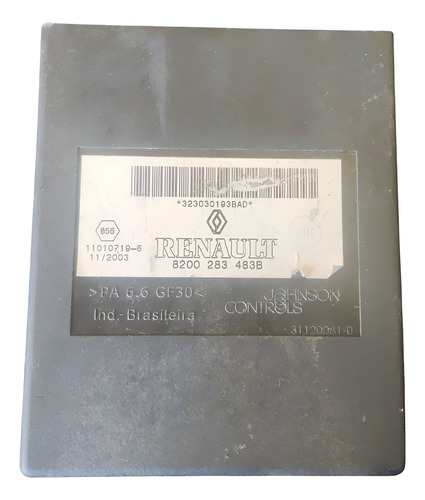 *323030193BAD*
856
11010719-6
11/2003
RENAULT
8200 283 483B
>PA 6.6 GF30<
Ind.-Brasileira
JOHNSON
CONTROLS
31120081-0